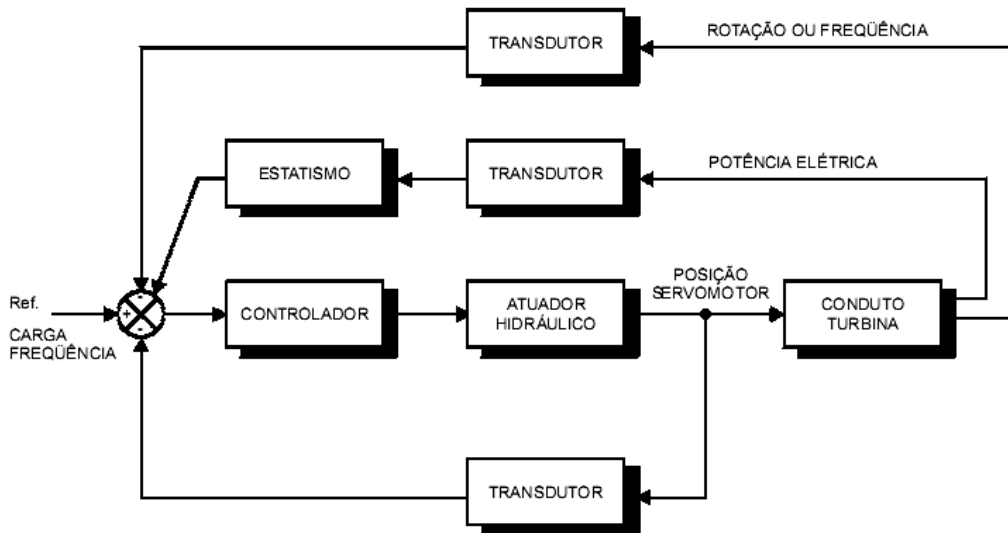 TRANSDUTOR
ROTAÇÃO OU FREQÜÊNCIA
ESTATISMO
TRANSDUTOR
POTÊNCIA ELÉTRICA
Ref.
CARGA
FREQÜÊNCIA
+
-
-
CONTROLADOR
ATUADOR
HIDRÁULICO
POSIÇÃO
SERVOMOTOR
CONDUTO
TURBINA
TRANSDUTOR